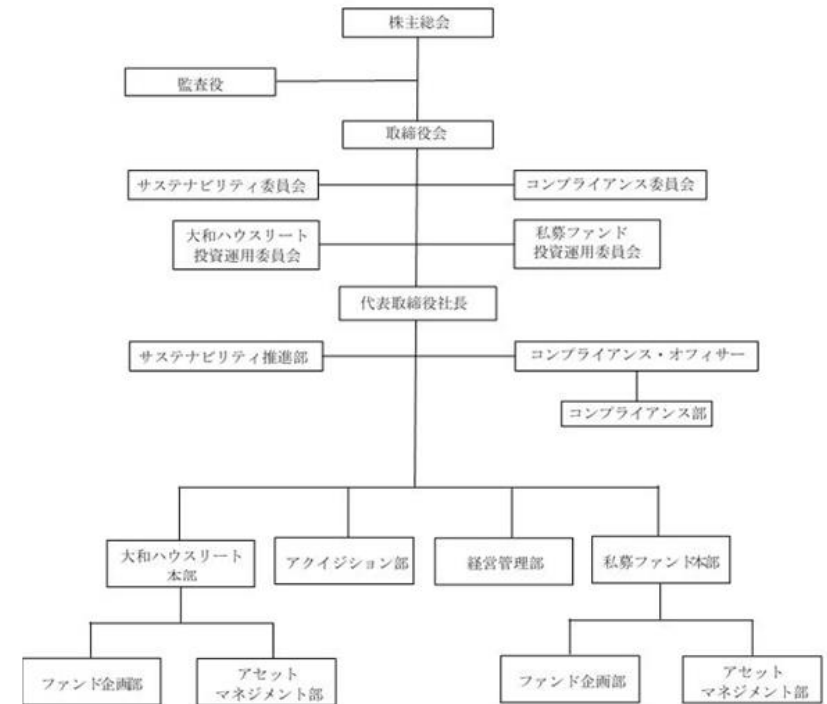 株主総会
監査役
取締役会
サステナビリティ委員会
コンプライアンス委員会
大和ハウスリート
投資運用委員会
私募ファンド
投資運用委員会
代表取締役社長
サステナビリティ推進部
コンプライアンス・オフィサー
コンプライアンス部
大和ハウスリート
本部
アクイジション部
経営管理部
私募ファンド本部
ファンド企画部
アセット
マネジメント部
ファンド企画部
アセット
マネジメント部